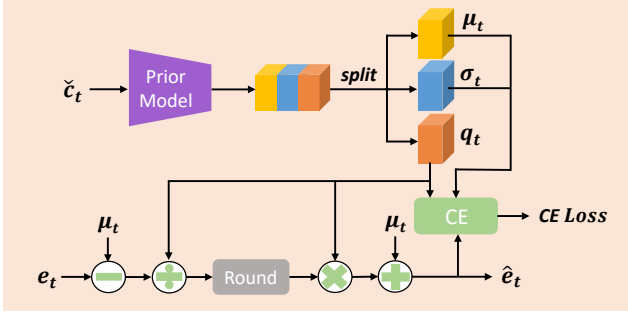 μ_t
č_t
Prior
Model
split
σ_t
q_t
μ_t
μ_t
CE
CE Loss
e_t
Round
ê_t